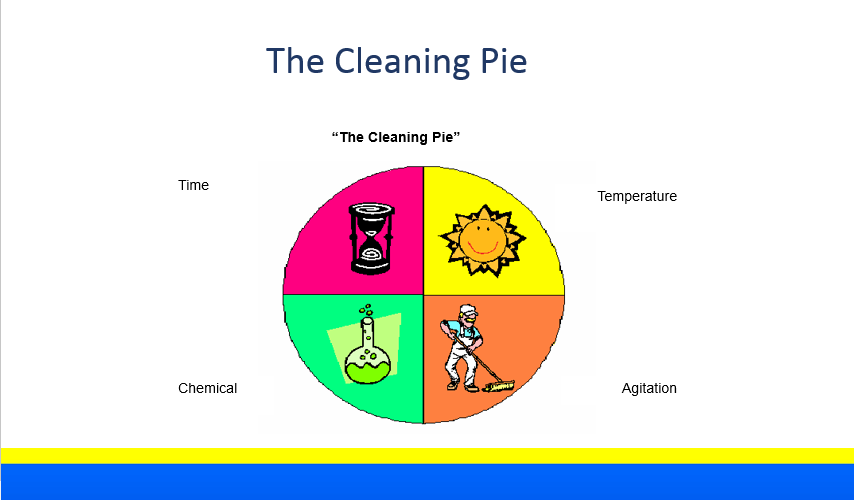 The Cleaning Pie
“The Cleaning Pie”
Time
Temperature
Chemical
Agitation